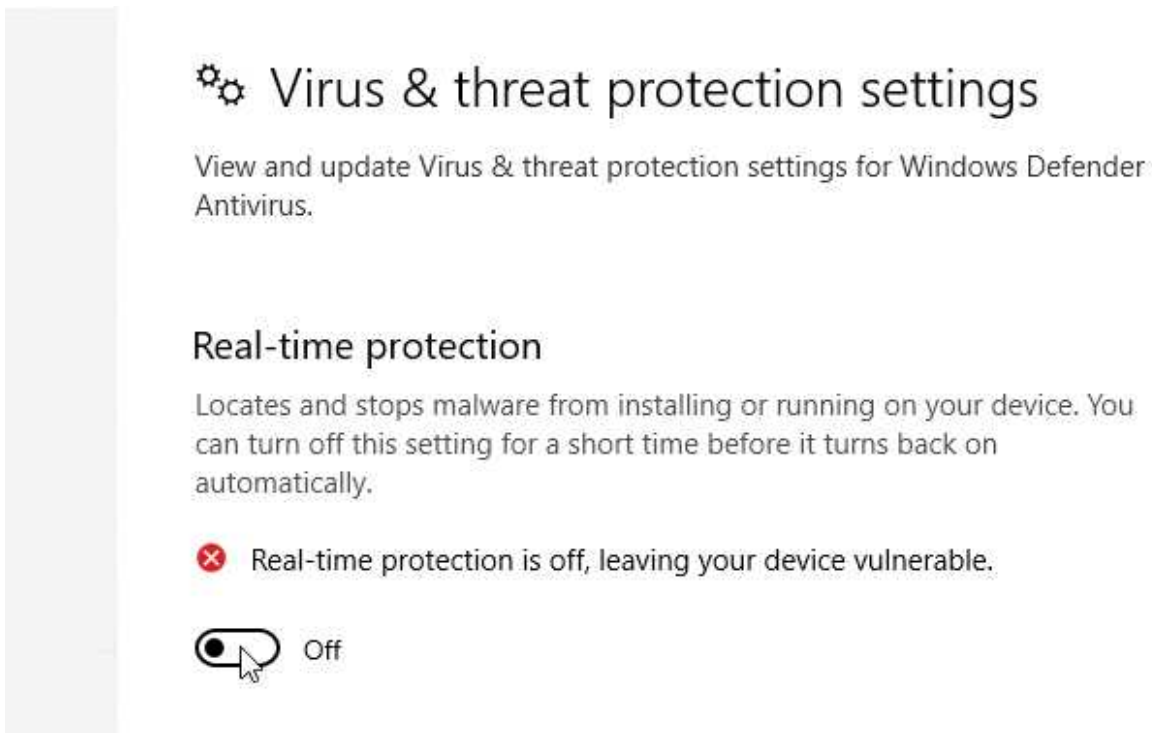 Virus & threat protection settings
View and update Virus & threat protection settings for Windows Defender
Antivirus.
Real-time protection
Locates and stops malware from installing or running on your device. You
can turn off this setting for a short time before it turns back on
automatically.
Real-time protection is off, leaving your device vulnerable.
Off